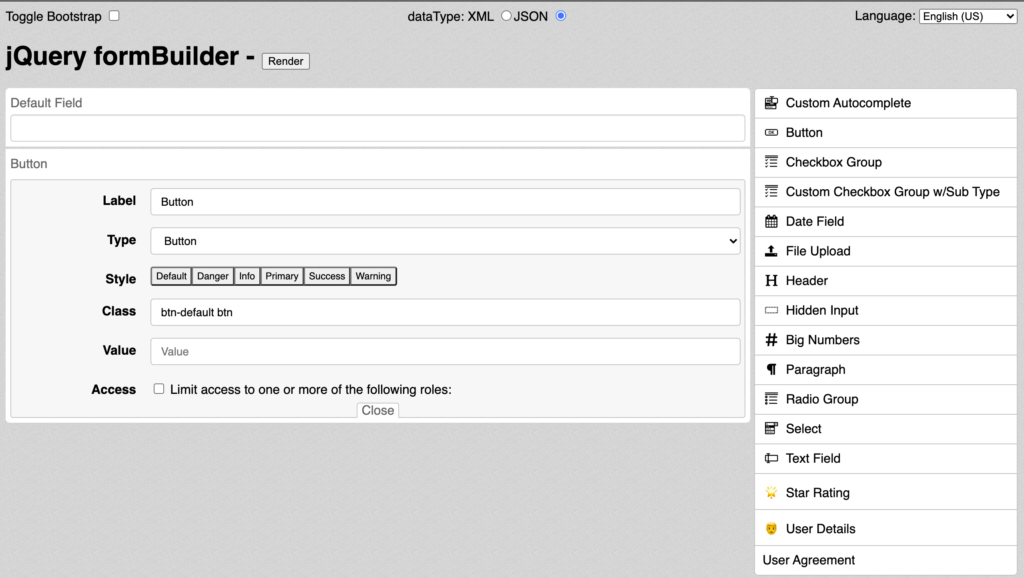 Toggle Bootstrap
dataType: XML JSON
Language: English (US)
jQuery formBuilder - Render
Default Field
Button
Label Button
Type Button
Style Default Danger Info Primary Success Warning
Class btn-default btn
Value Value
Access Limit access to one or more of the following roles:
Close
Custom Autocomplete
OK Button
Checkbox Group
Custom Checkbox Group w/Sub Type
Date Field
File Upload
H Header
Hidden Input
# Big Numbers
¶ Paragraph
Radio Group
Select
Text Field
Star Rating
User Details
User Agreement